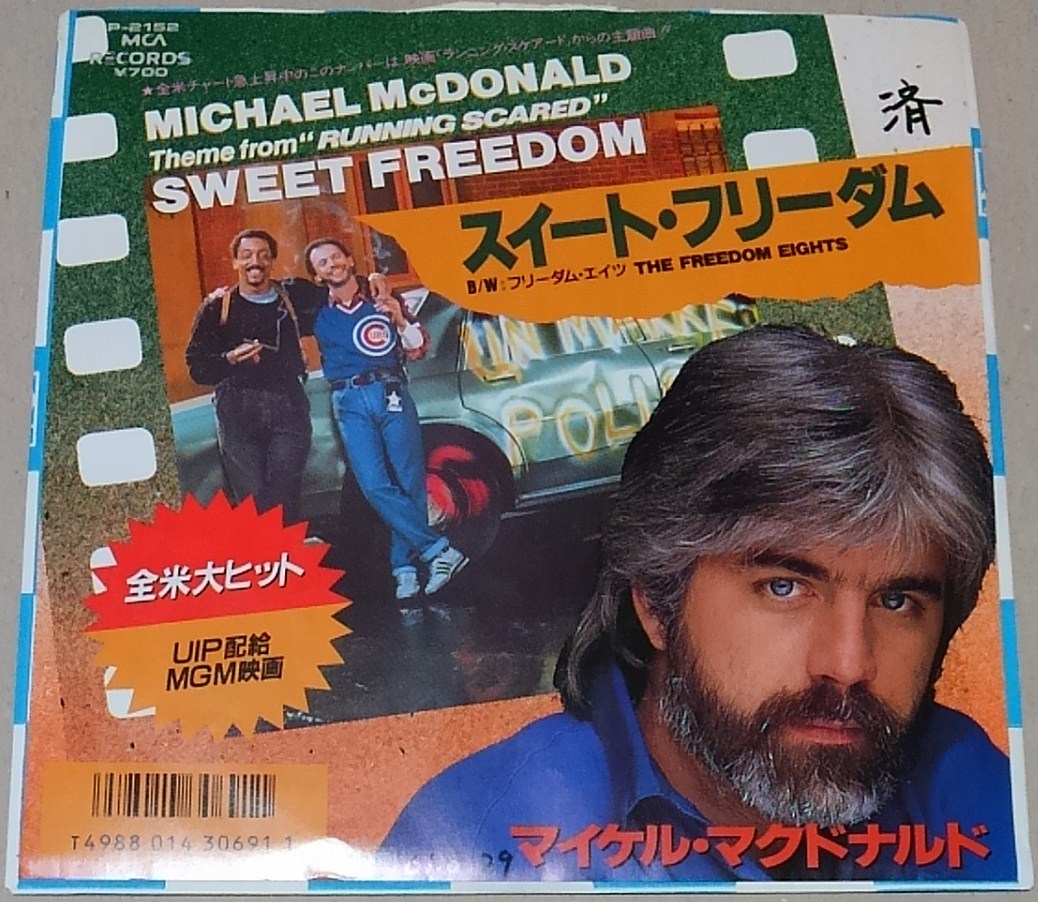 P-2152
MCA
RECORDS
¥700
★全米チャート急上昇中のこのナンバーは、映画「ランニング・スケアード」からの主題曲!!
MICHAEL McDONALD
Theme from "RUNNING SCARED"
SWEET FREEDOM
済
スイート・フリーダム
B/W:フリーダム・エイツ THE FREEDOM EIGHTS
CUBS
UN MARKED
POLI
全米大ヒット
UIP配給
MGM映画
T4988 014 30691 1
29
マイケル・マクドナルド